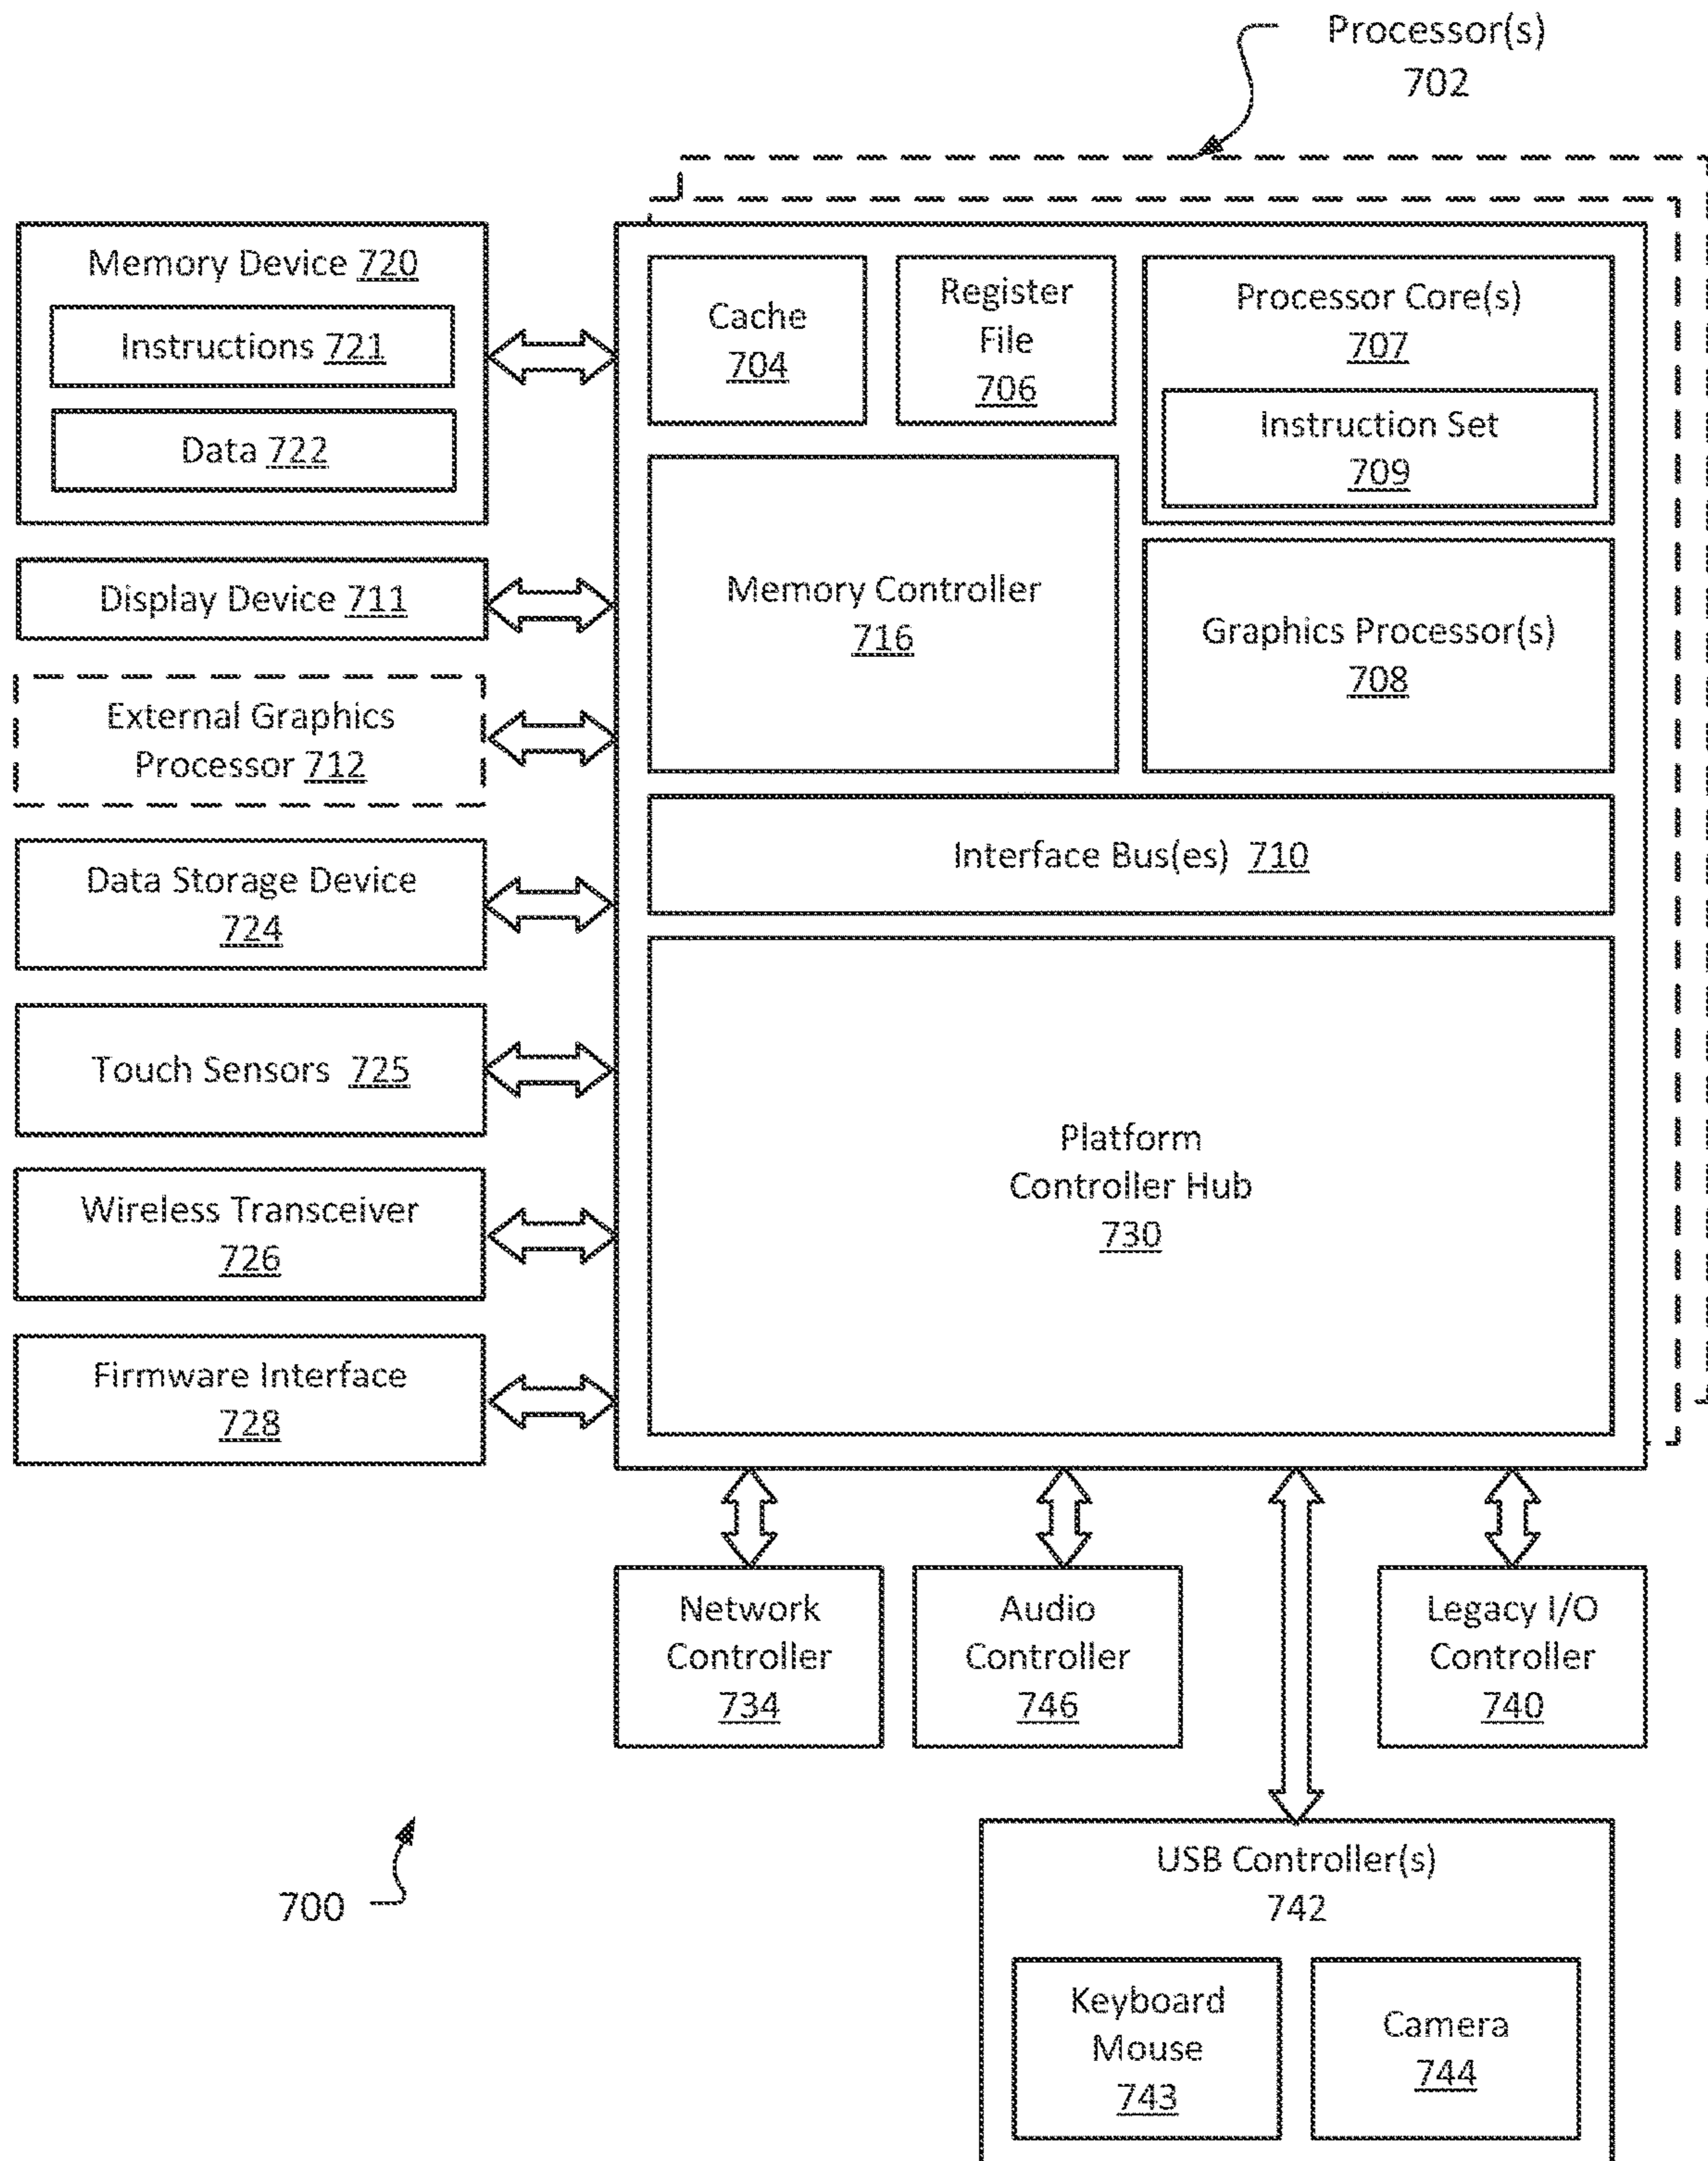 Processor(s)
702
Memory Device 720
Instructions 721
Data 722
Cache
704
Register
File
706
Processor Core(s)
707
Instruction Set
709
Memory Controller
716
Graphics Processor(s)
708
Interface Bus(es) 710
Platform
Controller Hub
730
Display Device 711
External Graphics
Processor 712
Data Storage Device
724
Touch Sensors 725
Wireless Transceiver
726
Firmware Interface
728
Network
Controller
734
Audio
Controller
746
Legacy I/O
Controller
740
700
USB Controller(s)
742
Keyboard
Mouse
743
Camera
744